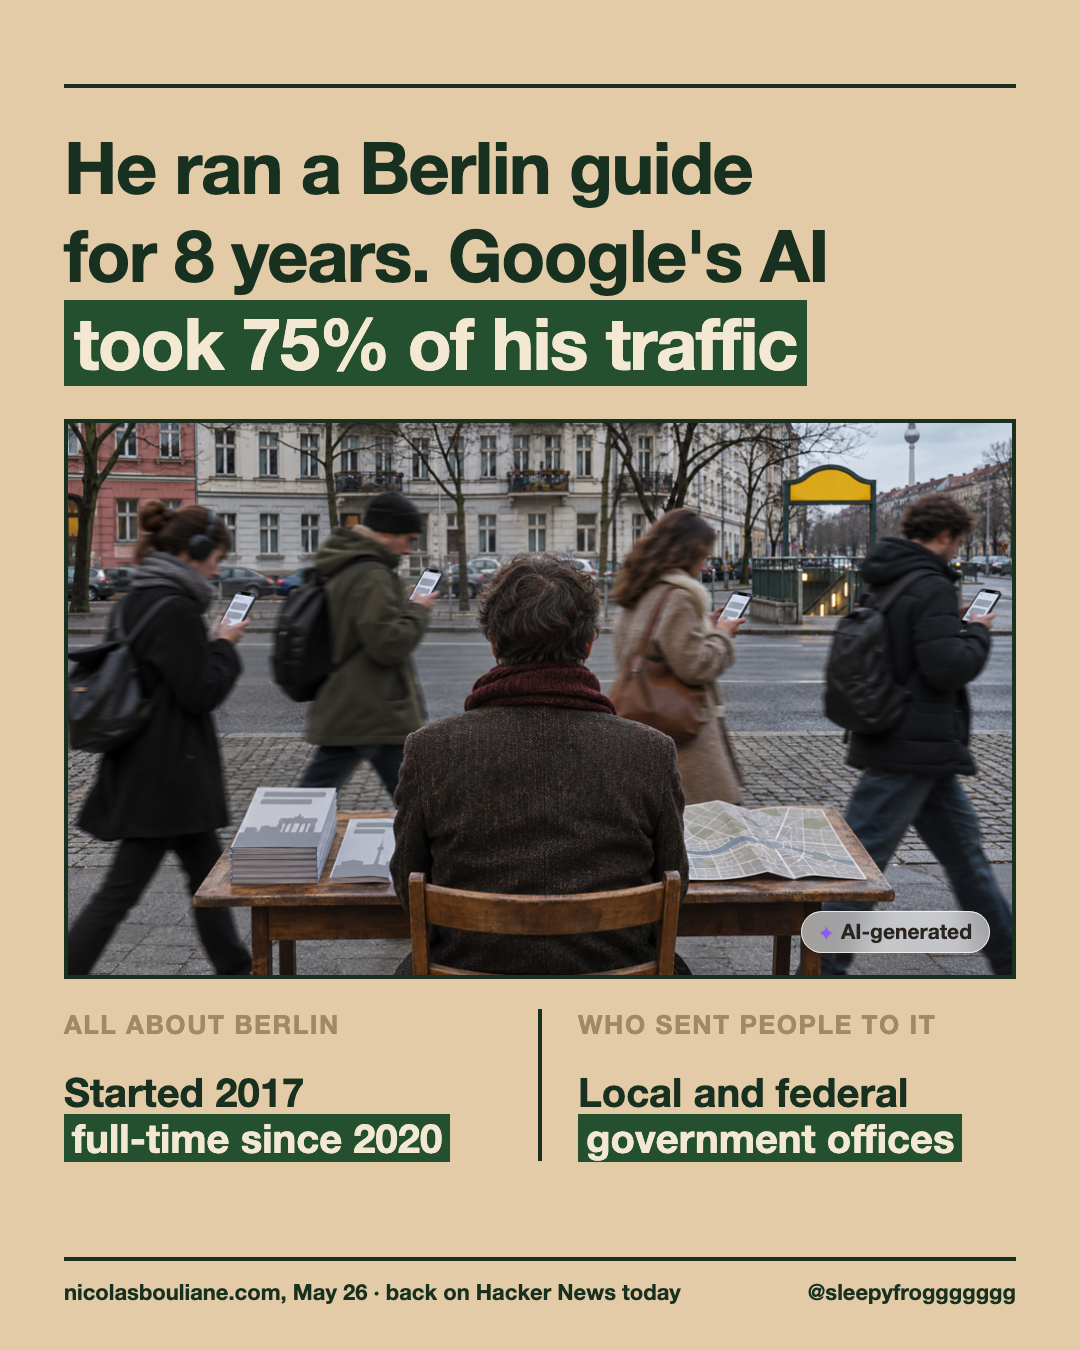 He ran a Berlin guide
for 8 years. Google's AI
took 75% of his traffic
AI-generated
ALL ABOUT BERLIN
Started 2017
full-time since 2020
WHO SENT PEOPLE TO IT
Local and federal
government offices
nicolasbouliane.com, May 26 · back on Hacker News today
@sleepyfroggggggg